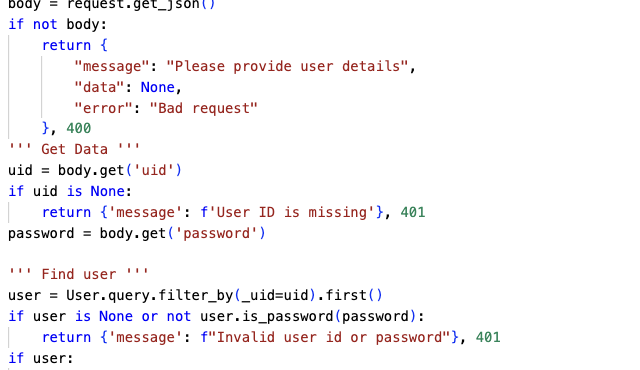 body = request.get_json()
if not body:
    return {
        "message": "Please provide user details",
        "data": None,
        "error": "Bad request"
    }, 400
''' Get Data '''
uid = body.get('uid')
if uid is None:
    return {'message': f'User ID is missing'}, 401
password = body.get('password')

''' Find user '''
user = User.query.filter_by(_uid=uid).first()
if user is None or not user.is_password(password):
    return {'message': f"Invalid user id or password"}, 401
if user: